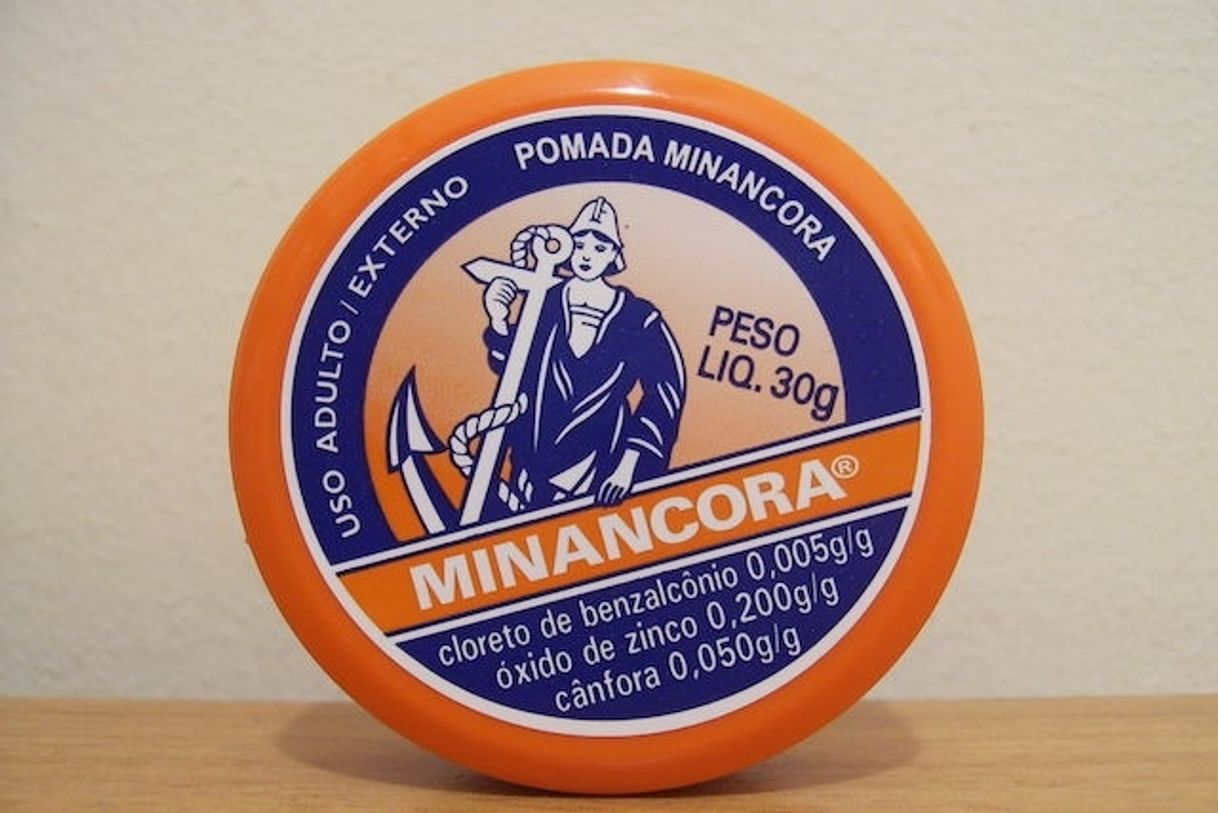 USO ADULTO / EXTERNO
POMADA MINANCORA
PESO
LIQ. 30g
MINANCORA®
cloreto de benzalcônio 0,005g/g
óxido de zinco 0,200g/g
cânfora 0,050g/g